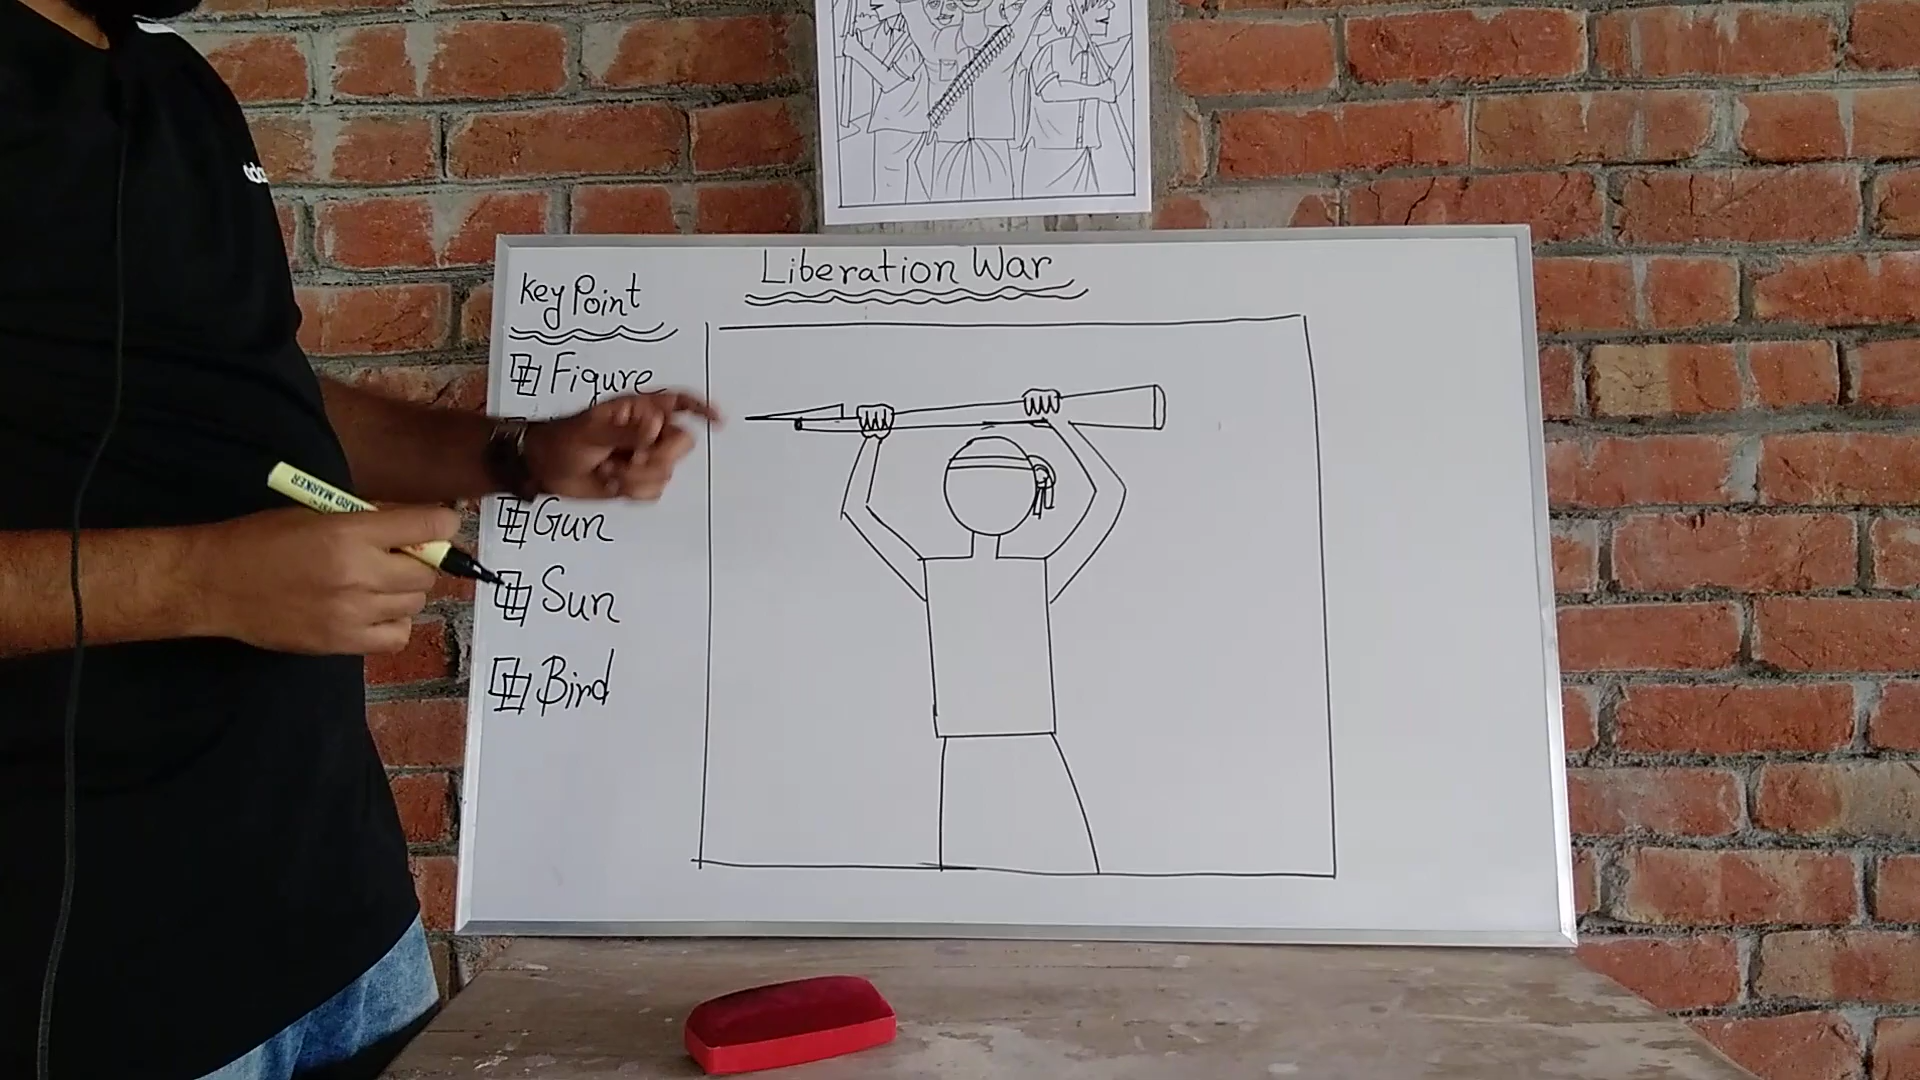 Liberation War
Key Point
Figure
Gun
Sun
Bird